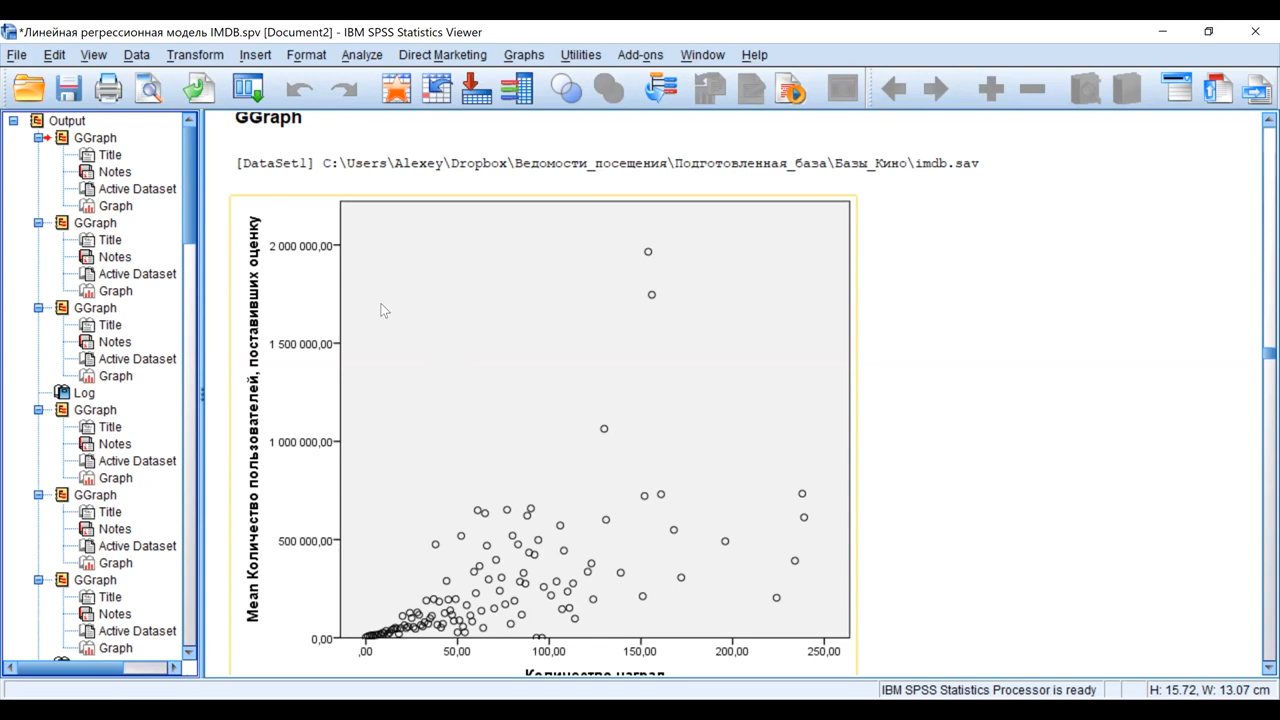 *Линейная регрессионная модель IMDB.spv [Document2] - IBM SPSS Statistics Viewer
File Edit View Data Transform Insert Format Analyze Direct Marketing Graphs Utilities Add-ons Window Help
Output
GGraph
Title
Notes
Active Dataset
Graph
GGraph
Title
Notes
Active Dataset
Graph
GGraph
Title
Notes
Active Dataset
Graph
Log
GGraph
Title
Notes
Active Dataset
Graph
GGraph
Title
Notes
Active Dataset
Graph
GGraph
Title
Notes
Active Dataset
Graph
GGraph
[DataSet1] C:\Users\Alexey\Dropbox\Ведомости_посещения\Подготовленная_база\Базы_Кино\imdb.sav
Mean Количество пользователей, поставивших оценку
2 000 000,00
1 500 000,00
1 000 000,00
500 000,00
0,00
,00 50,00 100,00 150,00 200,00 250,00
Количество наград
IBM SPSS Statistics Processor is ready H: 15.72, W: 13.07 cm